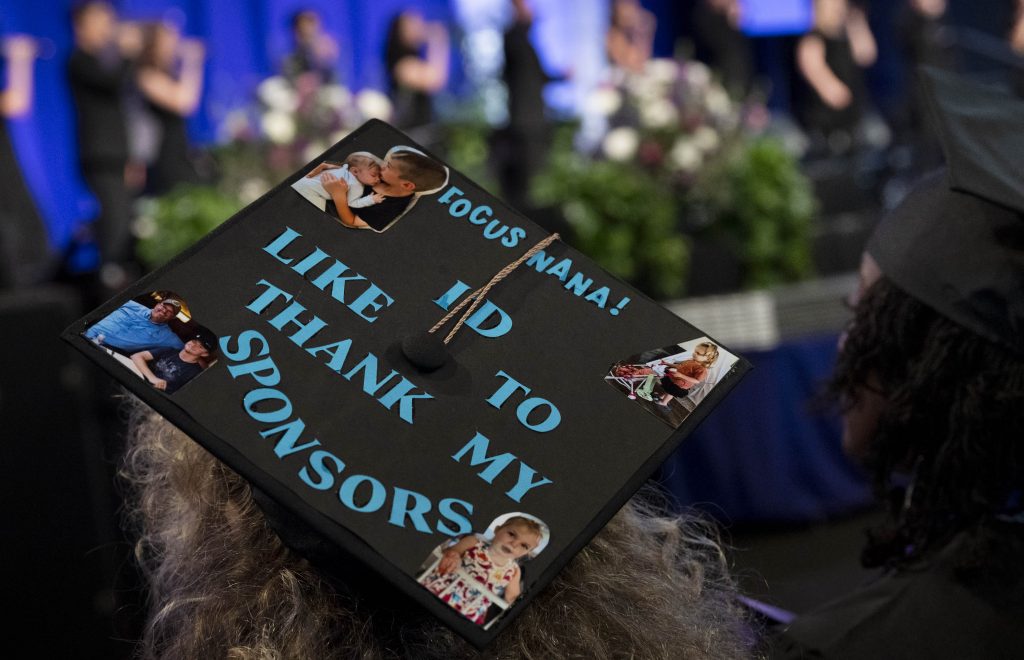 FOCUS NANA!
LIKE I'D
THANK TO
SPONSORS MY